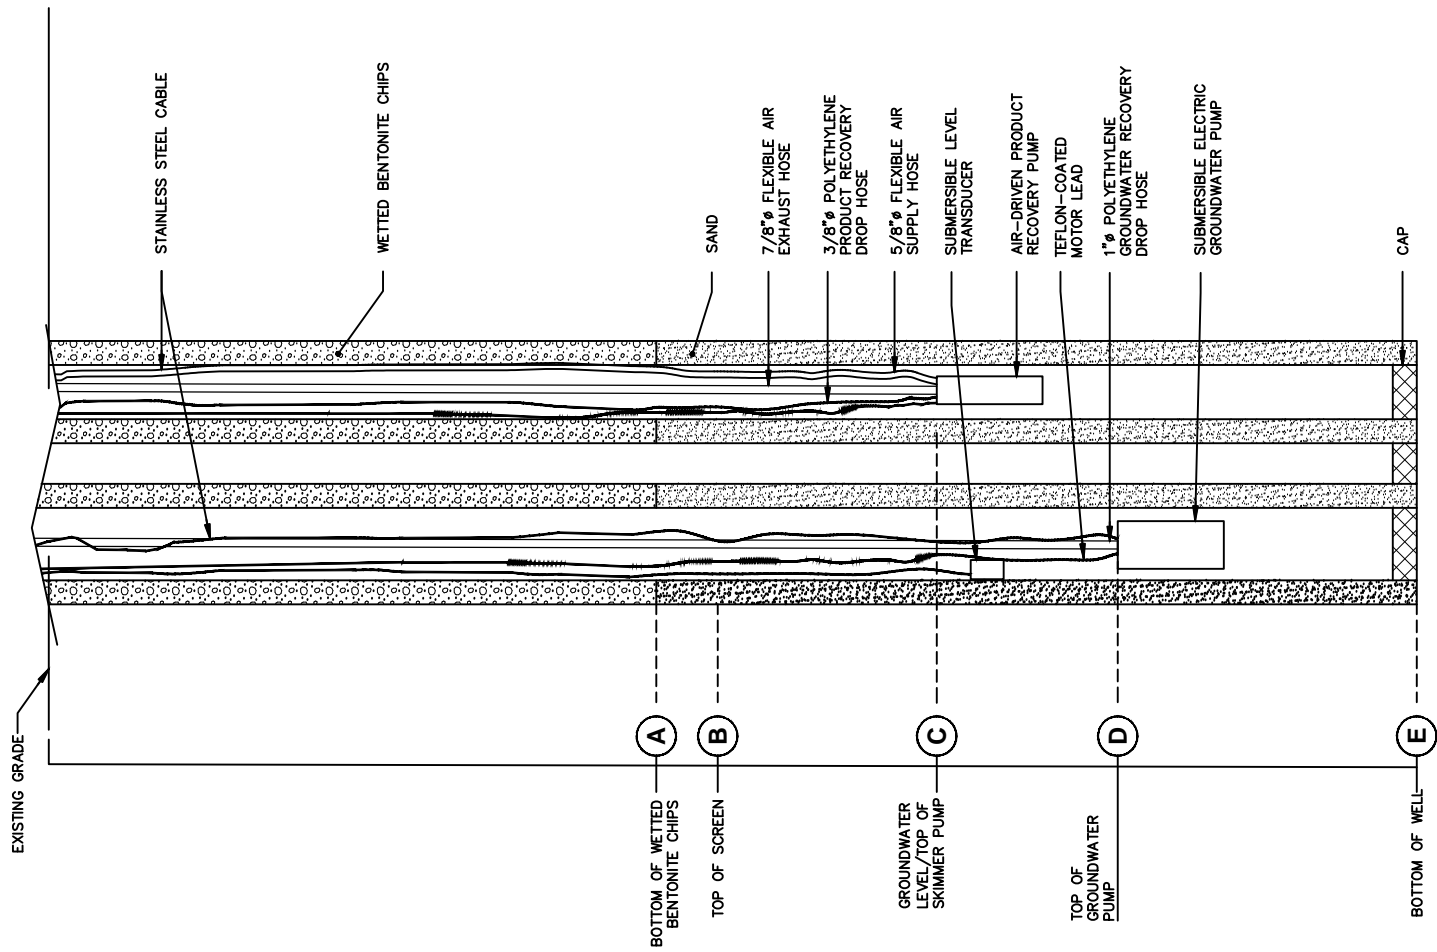 EXISTING GRADE
STAINLESS STEEL CABLE
WETTED BENTONITE CHIPS
SAND
7/8"ø FLEXIBLE AIR
EXHAUST HOSE
3/8"ø POLYETHYLENE
PRODUCT RECOVERY
DROP HOSE
5/8"ø FLEXIBLE AIR
SUPPLY HOSE
SUBMERSIBLE LEVEL
TRANSDUCER
AIR-DRIVEN PRODUCT
RECOVERY PUMP
TEFLON-COATED
MOTOR LEAD
1"ø POLYETHYLENE
GROUNDWATER RECOVERY
DROP HOSE
SUBMERSIBLE ELECTRIC
GROUNDWATER PUMP
CAP
A
BOTTOM OF WETTED
BENTONITE CHIPS
B
TOP OF SCREEN
C
GROUNDWATER
LEVEL/TOP OF
SKIMMER PUMP
D
TOP OF
GROUNDWATER
PUMP
E
BOTTOM OF WELL